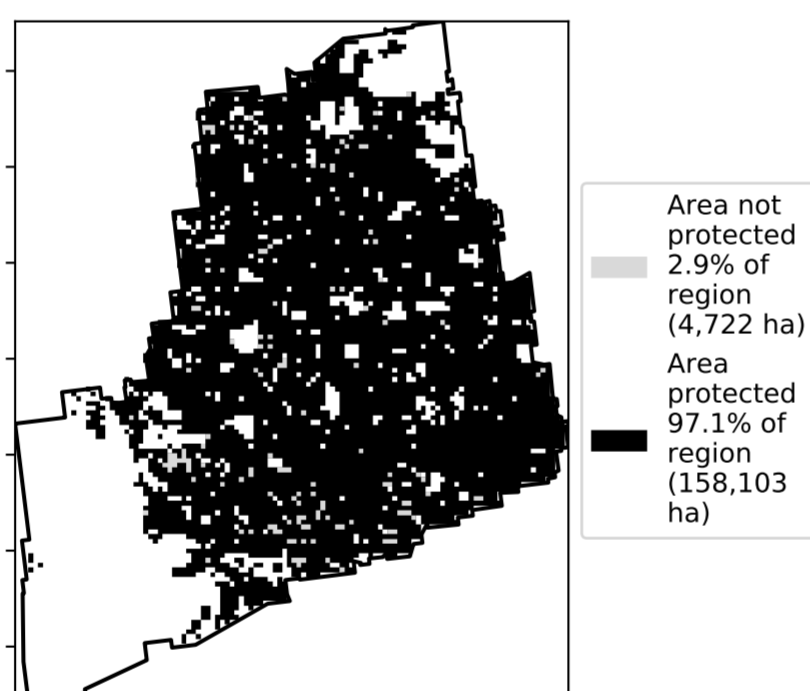 Area not
protected
2.9% of
region
(4,722 ha)
Area
protected
97.1% of
region
(158,103
ha)